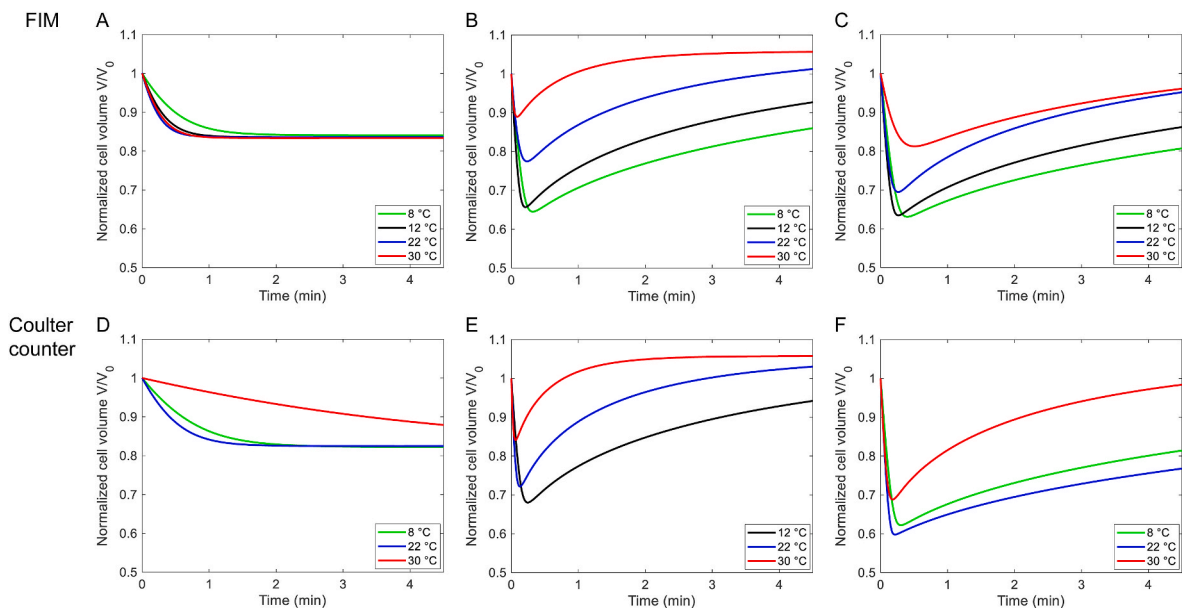 FIM
A
1.1
1
0.9
0.8
0.7
0.6
0.5
Normalized cell volume V/V₀
0 1 2 3 4
Time (min)
8 °C
12 °C
22 °C
30 °C
B
1.1
1
0.9
0.8
0.7
0.6
0.5
Normalized cell volume V/V₀
0 1 2 3 4
Time (min)
8 °C
12 °C
22 °C
30 °C
C
1.1
1
0.9
0.8
0.7
0.6
0.5
Normalized cell volume V/V₀
0 1 2 3 4
Time (min)
8 °C
12 °C
22 °C
30 °C
Coulter
counter
D
1.1
1
0.9
0.8
0.7
0.6
0.5
Normalized cell volume V/V₀
0 1 2 3 4
Time (min)
8 °C
22 °C
30 °C
E
1.1
1
0.9
0.8
0.7
0.6
0.5
Normalized cell volume V/V₀
0 1 2 3 4
Time (min)
12 °C
22 °C
30 °C
F
1.1
1
0.9
0.8
0.7
0.6
0.5
Normalized cell volume V/V₀
0 1 2 3 4
Time (min)
8 °C
22 °C
30 °C